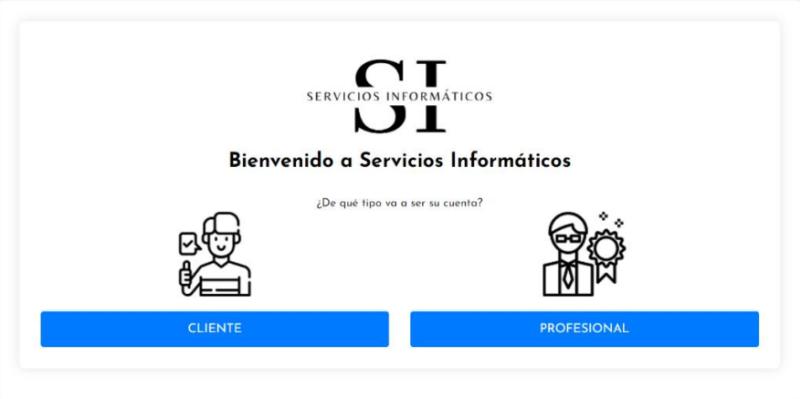 SI
SERVICIOS INFORMÁTICOS
Bienvenido a Servicios Informáticos
¿De qué tipo va a ser su cuenta?
CLIENTE
PROFESIONAL